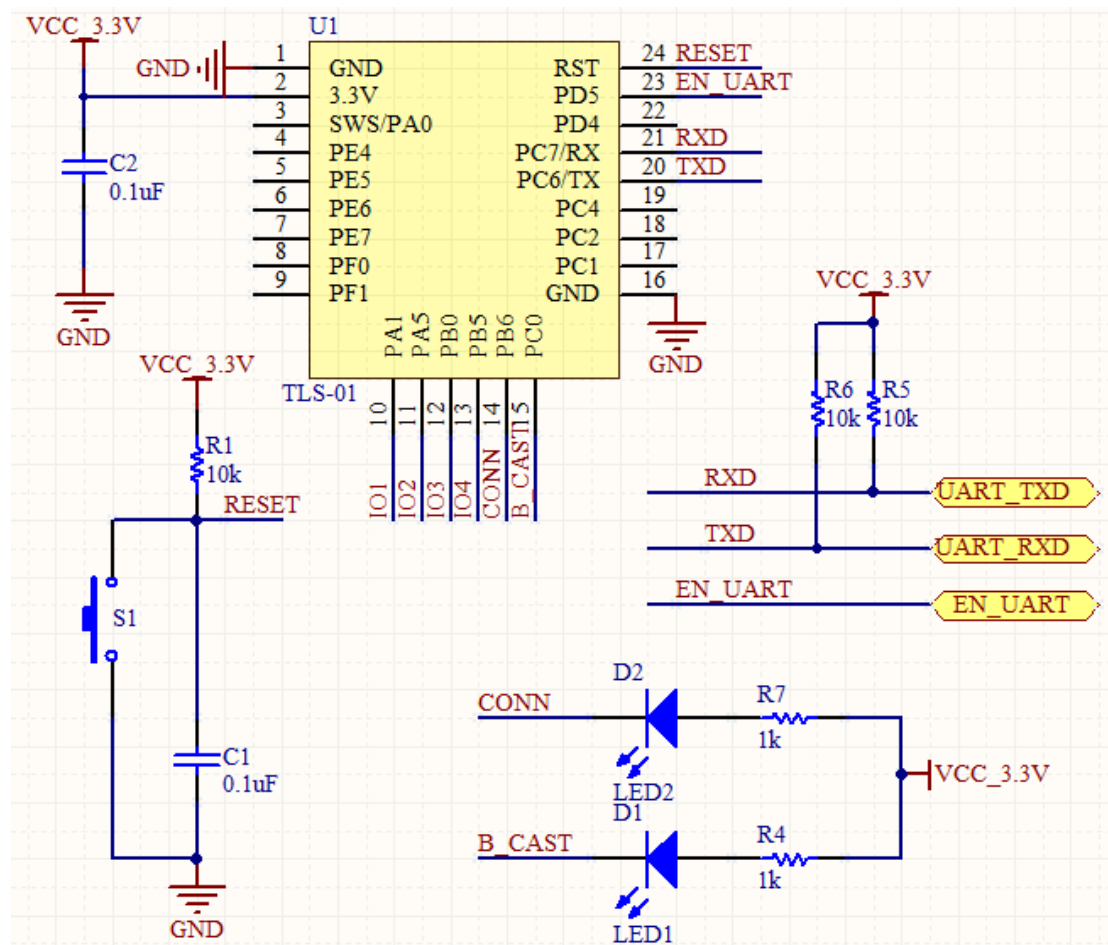 VCC_3.3V
U1
GND
1
GND
2
3.3V
3
SWS/PA0
4
PE4
5
PE5
6
PE6
7
PE7
8
PF0
9
PF1
RST
24
RESET
PD5
23
EN_UART
PD4
22
PC7/RX
21
RXD
PC6/TX
20
TXD
PC4
19
PC2
18
PC1
17
GND
16
GND
C2
0.1uF
GND
PA1
PA5
PB0
PB5
PB6
PC0
TLS-01
10
11
12
13
14
15
IO1
IO2
IO3
IO4
CONN
B_CAST
VCC_3.3V
R1
10k
RESET
S1
C1
0.1uF
GND
VCC_3.3V
R6
10k
R5
10k
RXD
UART_TXD
TXD
UART_RXD
EN_UART
EN_UART
D2
CONN
R7
1k
LED2
VCC_3.3V
D1
B_CAST
R4
1k
LED1